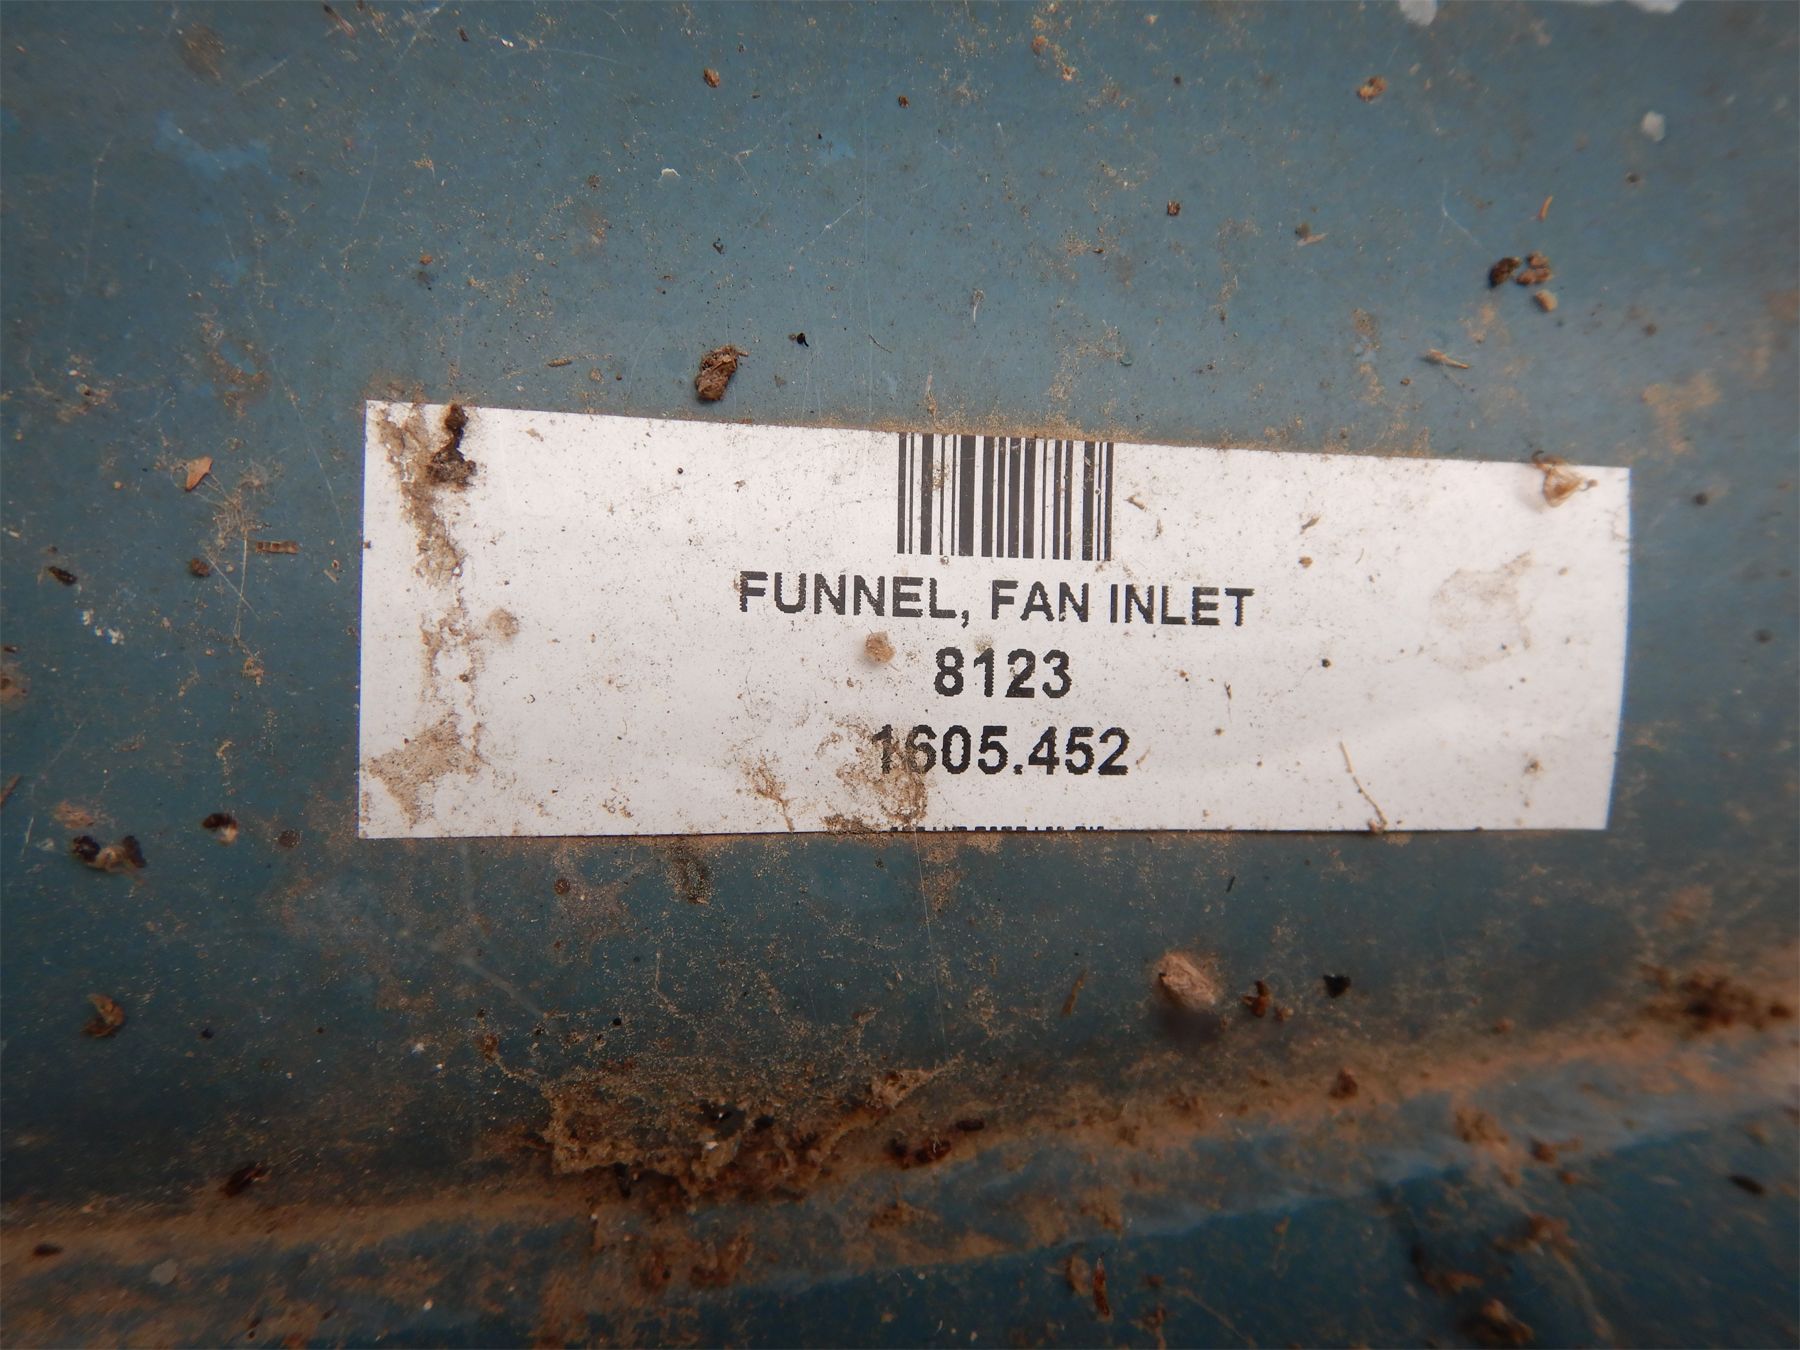 FUNNEL, FAN INLET
8123
1605.452